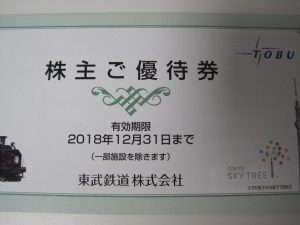 TOBU
株主ご優待券
有効期限
2018年12月31日まで
(一部施設を除きます)
東武鉄道株式会社
TOKYO
SKY TREE
©TOKYO-SKYTREE